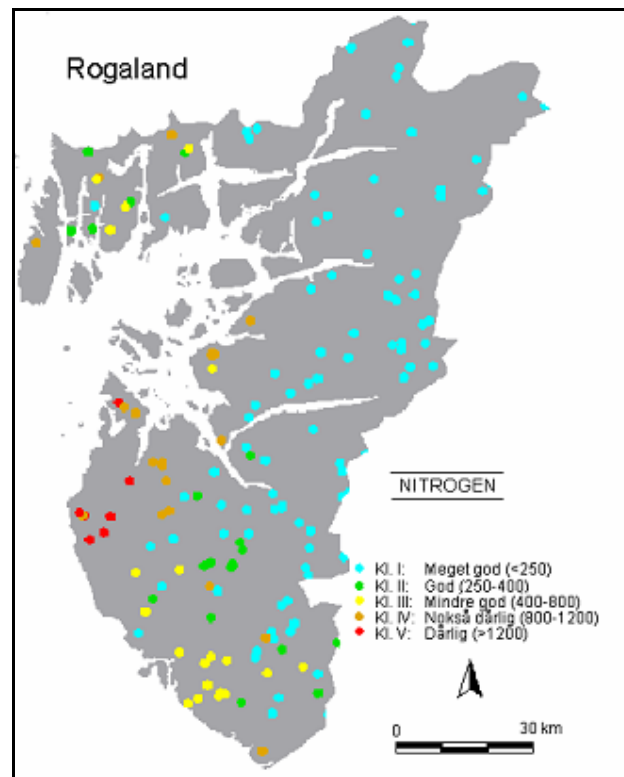 Rogaland
NITROGEN
Kl. I: Meget god (<250)
Kl. II: God (250-400)
Kl. III: Mindre god (400-800)
Kl. IV: Nokså dårlig (800-1200)
Kl. V: Dårlig (>1200)
0 30 km